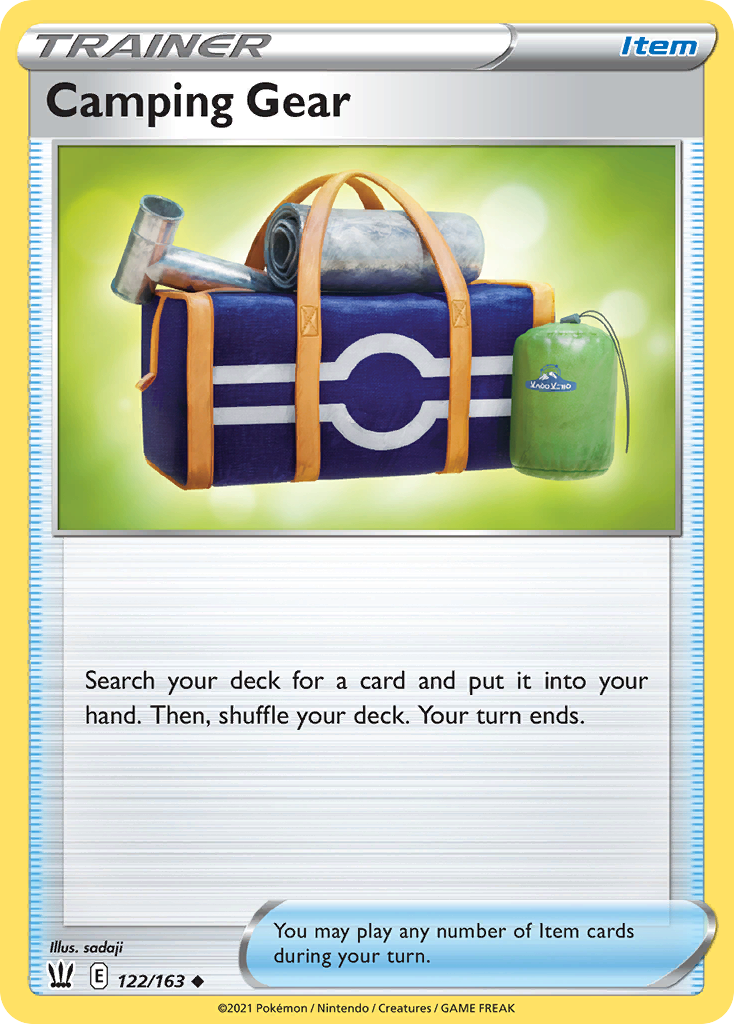 TRAINER
Item
Camping Gear
Search your deck for a card and put it into your
hand. Then, shuffle your deck. Your turn ends.
You may play any number of Item cards
during your turn.
Illus. sadaji
E 122/163
©2021 Pokémon / Nintendo / Creatures / GAME FREAK